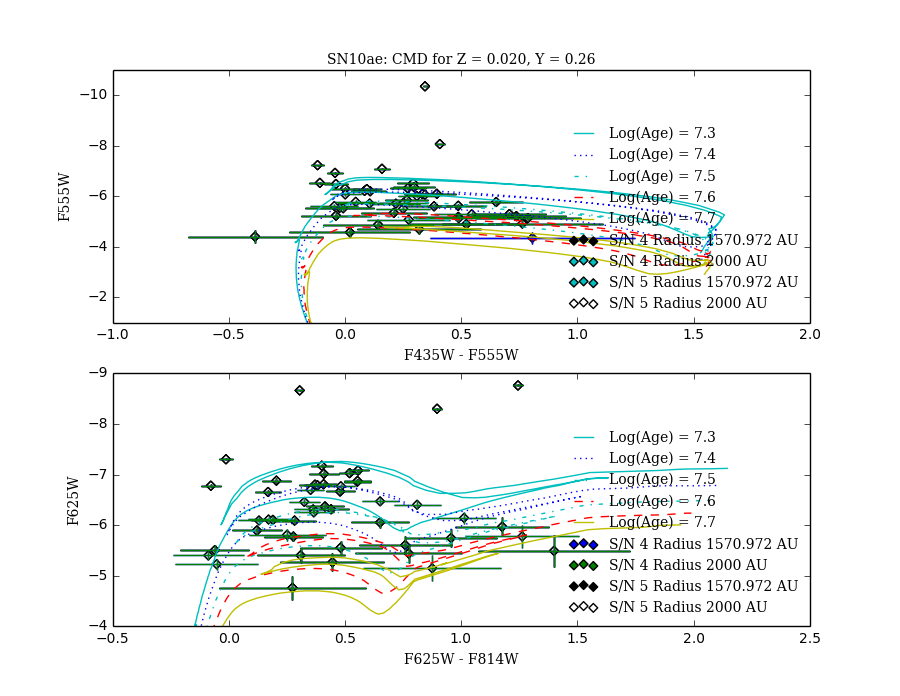 SN10ae: CMD for Z = 0.020, Y = 0.26
F555W
−10
−8
−6
−4
−2
Log(Age) = 7.3
Log(Age) = 7.4
Log(Age) = 7.5
Log(Age) = 7.6
Log(Age) = 7.7
S/N 4 Radius 1570.972 AU
S/N 4 Radius 2000 AU
S/N 5 Radius 1570.972 AU
S/N 5 Radius 2000 AU
−1.0 −0.5 0.0 0.5 1.0 1.5 2.0
F435W - F555W
F625W
−9
−8
−7
−6
−5
−4
Log(Age) = 7.3
Log(Age) = 7.4
Log(Age) = 7.5
Log(Age) = 7.6
Log(Age) = 7.7
S/N 4 Radius 1570.972 AU
S/N 4 Radius 2000 AU
S/N 5 Radius 1570.972 AU
S/N 5 Radius 2000 AU
−0.5 0.0 0.5 1.0 1.5 2.0 2.5
F625W - F814W